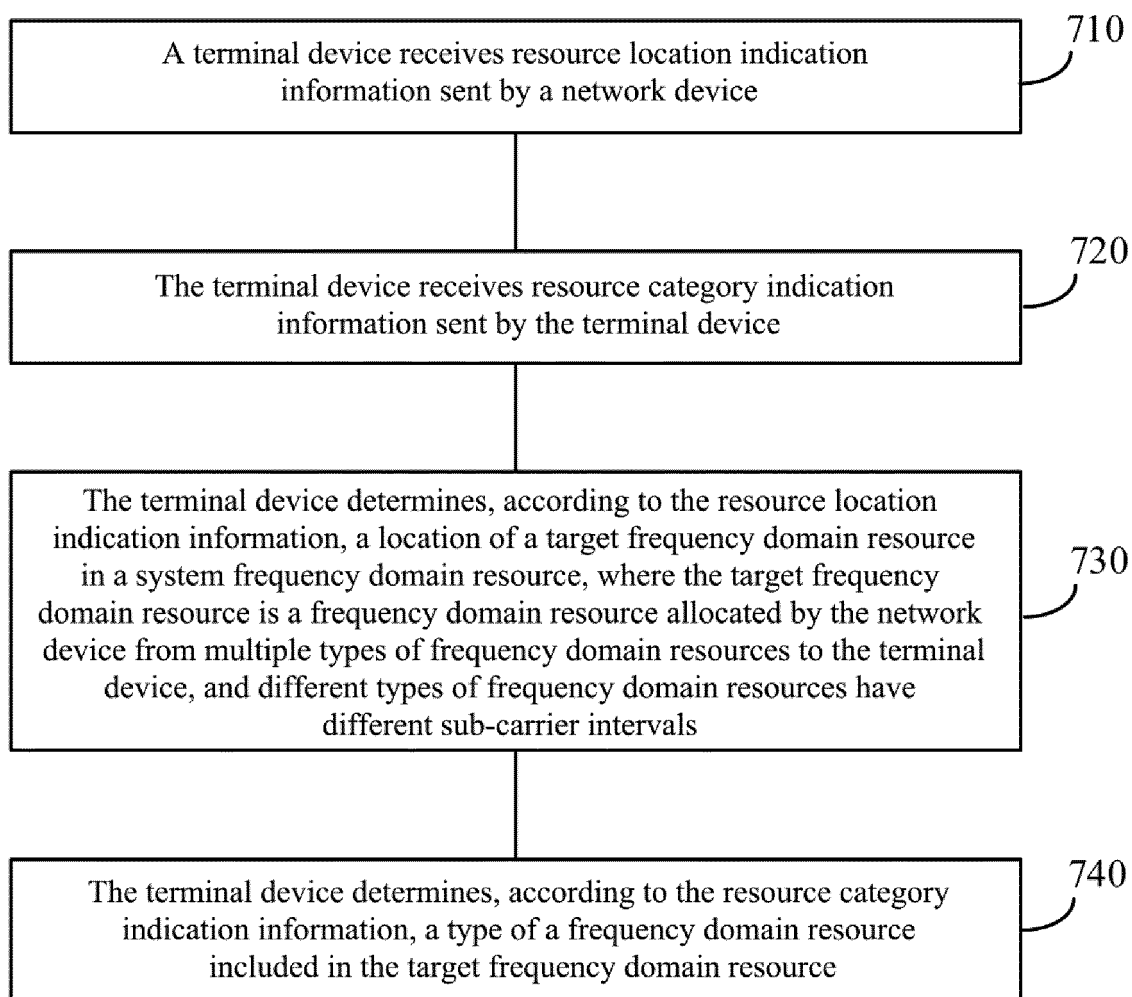 A terminal device receives resource location indication
information sent by a network device
710
The terminal device receives resource category indication
information sent by the terminal device
720
The terminal device determines, according to the resource location
indication information, a location of a target frequency domain resource
in a system frequency domain resource, where the target frequency
domain resource is a frequency domain resource allocated by the network
device from multiple types of frequency domain resources to the terminal
device, and different types of frequency domain resources have
different sub-carrier intervals
730
The terminal device determines, according to the resource category
indication information, a type of a frequency domain resource
included in the target frequency domain resource
740